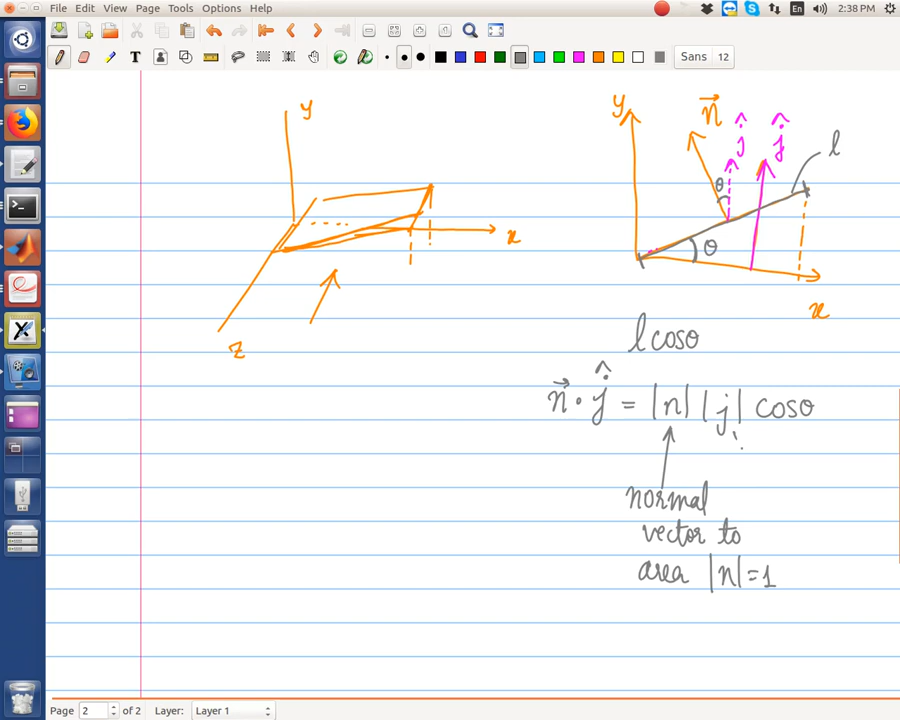 File Edit View Page Tools Options Help
En 2:38 PM
Sans 12
y
x
z
y
n⃗
ĵ
ĵ
l
θ
θ
x
l cosθ
n⃗ · ĵ = |n| |j| cosθ
normal
vector to
area |n|=1
Page 2 of 2 Layer: Layer 1